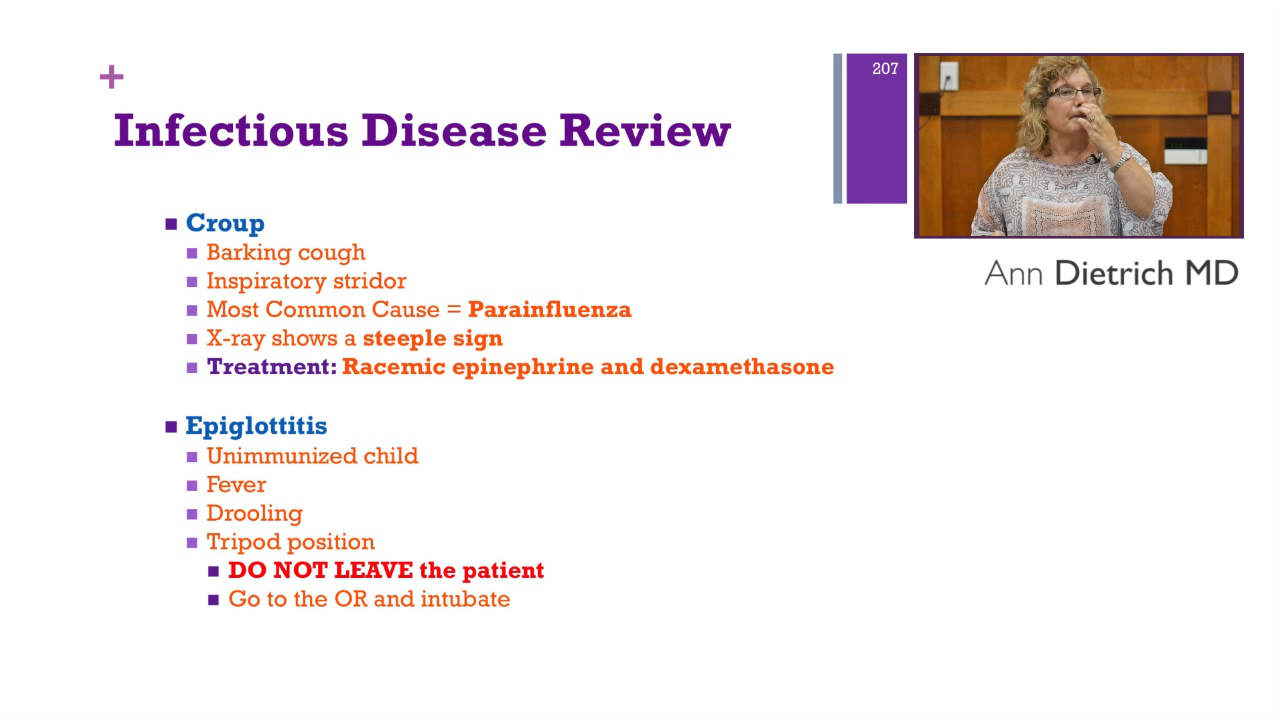 +
207
Infectious Disease Review
Ann Dietrich MD
Croup
Barking cough
Inspiratory stridor
Most Common Cause = Parainfluenza
X-ray shows a steeple sign
Treatment: Racemic epinephrine and dexamethasone
Epiglottitis
Unimmunized child
Fever
Drooling
Tripod position
DO NOT LEAVE the patient
Go to the OR and intubate